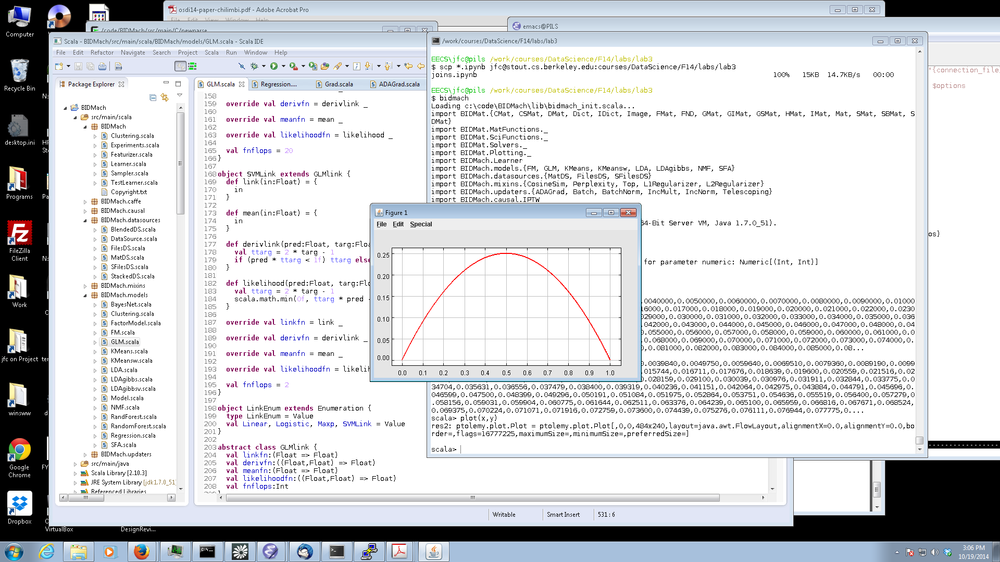 Computer
Recycle Bin
desktop.ini
Programs
FileZilla
Client
Work
jfc on Project
winsww
Google
Chrome
Dropbox
VirtualBox
DesignRevi...
osdi14-paper-chilimbi.pdf - Adobe Acrobat Pro
File Edit View Window Help
/code/BIDMach/src/main/C/newparse
emacs@PILS
Scala - BIDMach/src/main/scala/BIDMach/models/GLM.scala - Scala IDE
File Edit Refactor Navigate Search Project Scala Run Window Help
Package Explorer
BIDMach
src/main/scala
BIDMach
Clustering.scala
Experiments.scala
Featurizer.scala
Learner.scala
Sampler.scala
TestLearner.scala
Copyright.txt
BIDMach.caffe
BIDMach.causal
BIDMach.datasources
BlendedDS.scala
DataSource.scala
FilesDS.scala
MatDS.scala
SFilesDS.scala
StackedDS.scala
BIDMach.mixins
BIDMach.models
BayesNet.scala
Clustering.scala
FactorModel.scala
FM.scala
GLM.scala
KMeans.scala
KMeansw.scala
LDA.scala
LDAgibbs.scala
LDAgibbsv.scala
Model.scala
NMF.scala
RandForest.scala
RandomForest.scala
Regression.scala
SFA.scala
BIDMach.updaters
src/main/java
Scala Library [2.10.3]
JRE System Library [jdk1.7.0_51]
Referenced Libraries
GLM.scala Regression.... Grad.scala ADAGrad.scala
158
159 override val derivfn = derivlink _
160
161 override val meanfn = mean _
162
163 override val likelihoodfn = likelihood _
164
165 val fnflops = 20
166 }
167
168 object SVMLink extends GLMlink {
169 def link(in:Float) = {
170 in
171 }
172
173 def mean(in:Float) = {
174 in
175 }
176
177 def derivlink(pred:Float, targ:Floa
178 val ttarg = 2 * targ - 1
179 if (pred * ttarg < 1f) ttarg else
180 }
181
182 def likelihood(pred:Float, targ:Flo
183 val ttarg = 2 * targ - 1
184 scala.math.min(0f, ttarg * pred -
185 }
186
187 override val linkfn = link _
188
189 override val derivfn = derivlink _
190
191 override val meanfn = mean _
192
193 override val likelihoodfn = likelih
194
195 val fnflops = 2
196 }
197
198 object LinkEnum extends Enumeration {
199 type LinkEnum = Value
200 val Linear, Logistic, Maxp, SVMLink = Value
201 }
202
203 abstract class GLMlink {
204 val linkfn:(Float => Float)
205 val derivfn:((Float,Float) => Float)
206 val meanfn:(Float => Float)
207 val likelihoodfn:((Float,Float) => Float)
208 val fnflops:Int
Writable Smart Insert 531 : 6
/work/courses/DataScience/F14/labs/lab3
EECS\jfc@pils /work/courses/DataScience/F14/labs/lab3
$ scp *.ipynb jfc@stout.cs.berkeley.edu:courses/DataScience/F14/labs/lab3
joins.ipynb 100% 15KB 14.7KB/s 00:00
EECS\jfc@pils /work/courses/DataScience/F14/labs/lab3
$ bidmach
Loading c:\code\BIDMach\lib\bidmach_init.scala...
import BIDMat.{CMat, CSMat, DMat, Dict, IDict, Image, FMat, FND, GMat, GIMat, GSMat, HMat, IMat, Mat, SMat, SBMat, S
DMat}
import BIDMat.MatFunctions._
import BIDMat.SciFunctions._
import BIDMat.Solvers._
import BIDMat.Plotting._
import BIDMach.Learner
import BIDMach.models.{FM, GLM, KMeans, KMeansw, LDA, LDAgibbs, NMF, SFA}
import BIDMach.datasources.{MatDS, FilesDS, SFilesDS}
import BIDMach.mixins.{CosineSim, Perplexity, Top, L1Regularizer, L2Regularizer}
import BIDMach.updaters.{ADAGrad, Batch, BatchNorm, IncMult, IncNorm, Telescoping}
import BIDMach.causal.IPTW
4-Bit Server VM, Java 1.7.0_51).
for parameter numeric: Numeric[(Int, Int)]
.0040000,0.0050000,0.0060000,0.0070000,0.0080000,0.0090000,0.01000
16000,0.017000,0.018000,0.019000,0.020000,0.021000,0.022000,0.0230
029000,0.030000,0.031000,0.032000,0.033000,0.034000,0.035000,0.036
.042000,0.043000,0.044000,0.045000,0.046000,0.047000,0.048000,0.04
0.055000,0.056000,0.057000,0.058000,0.059000,0.060000,0.061000,0.0
.068000,0.069000,0.070000,0.071000,0.072000,0.073000,0.074000,0.
0,0.081000,0.082000,0.083000,0.084000,0.085000,0.08...
.0039840,0.0049750,0.0059640,0.0069510,0.0079360,0.0089190,0.0099
.015744,0.016711,0.017676,0.018639,0.019600,0.020559,0.021516,0.02
0.028159,0.029100,0.030039,0.030976,0.031911,0.032844,0.033775,0.0
34704,0.035631,0.036556,0.037479,0.038400,0.039319,0.040236,0.041151,0.042064,0.042975,0.043884,0.044791,0.045696,0.
046599,0.047500,0.048399,0.049296,0.050191,0.051084,0.051975,0.052864,0.053751,0.054636,0.055519,0.056400,0.057279,0
.058156,0.059031,0.059904,0.060775,0.061644,0.062511,0.063376,0.064239,0.065100,0.065959,0.066816,0.067671,0.068524,
0.069375,0.070224,0.071071,0.071916,0.072759,0.073600,0.074439,0.075276,0.076111,0.076944,0.077775,0....
scala> plot(x,y)
res2: ptolemy.plot.Plot = ptolemy.plot.Plot[,0,0,484x240,layout=java.awt.FlowLayout,alignmentX=0.0,alignmentY=0.0,bo
rder=,flags=16777225,maximumSize=,minimumSize=,preferredSize=]
scala>
"{connection_file}
$options
os)
Figure 1
File Edit Special
0.25
0.20
0.15
0.10
0.05
0.00
0.0 0.1 0.2 0.3 0.4 0.5 0.6 0.7 0.8 0.9 1.0
3:06 PM
10/19/2014